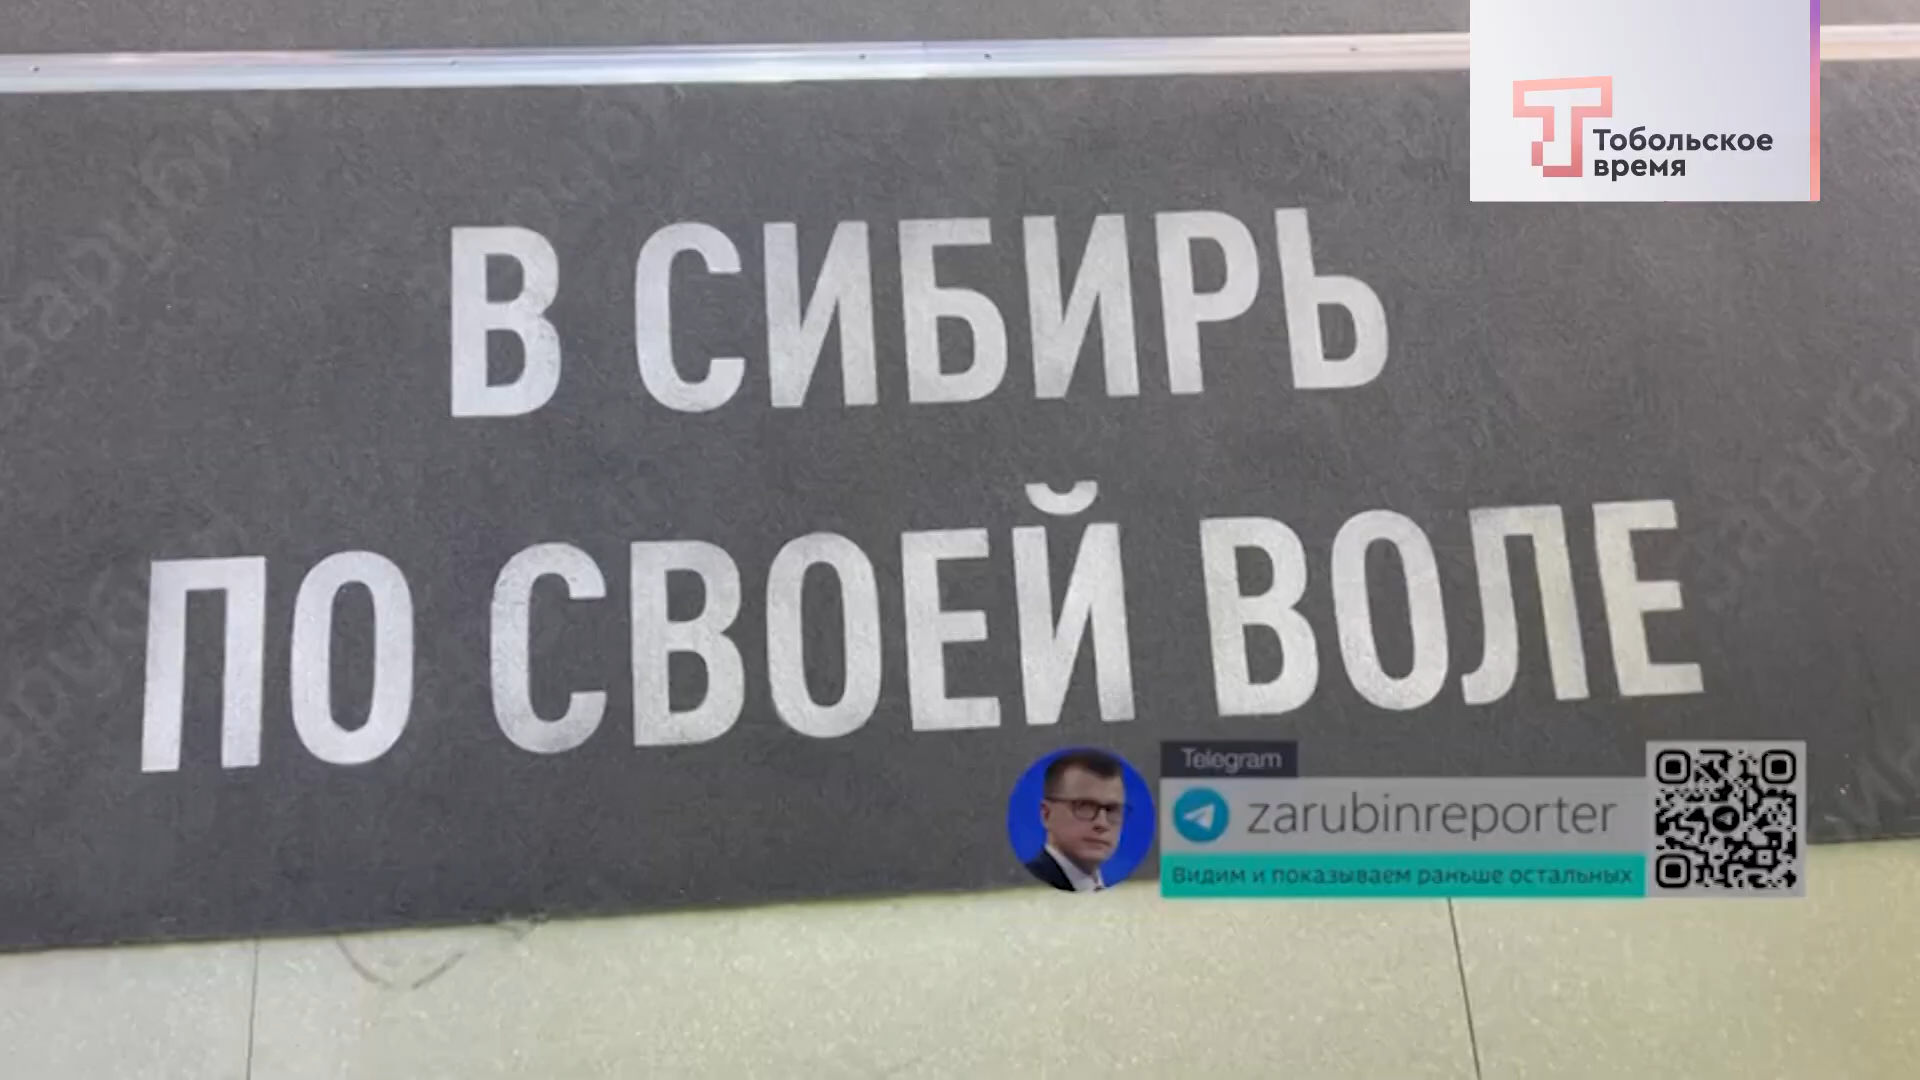 Тобольское
время
В СИБИРЬ
ПО СВОЕЙ ВОЛЕ
Telegram
zarubinreporter
Видим и показываем раньше остальных